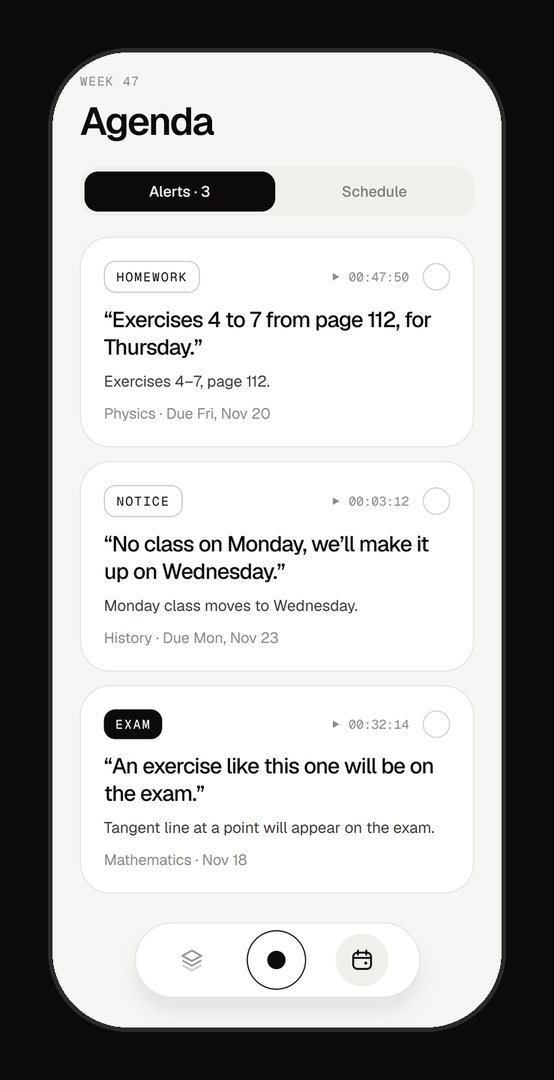 WEEK 47
Agenda
Alerts · 3
Schedule
HOMEWORK
00:47:50
“Exercises 4 to 7 from page 112, for
Thursday.”
Exercises 4–7, page 112.
Physics · Due Fri, Nov 20
NOTICE
00:03:12
“No class on Monday, we’ll make it
up on Wednesday.”
Monday class moves to Wednesday.
History · Due Mon, Nov 23
EXAM
00:32:14
“An exercise like this one will be on
the exam.”
Tangent line at a point will appear on the exam.
Mathematics · Nov 18